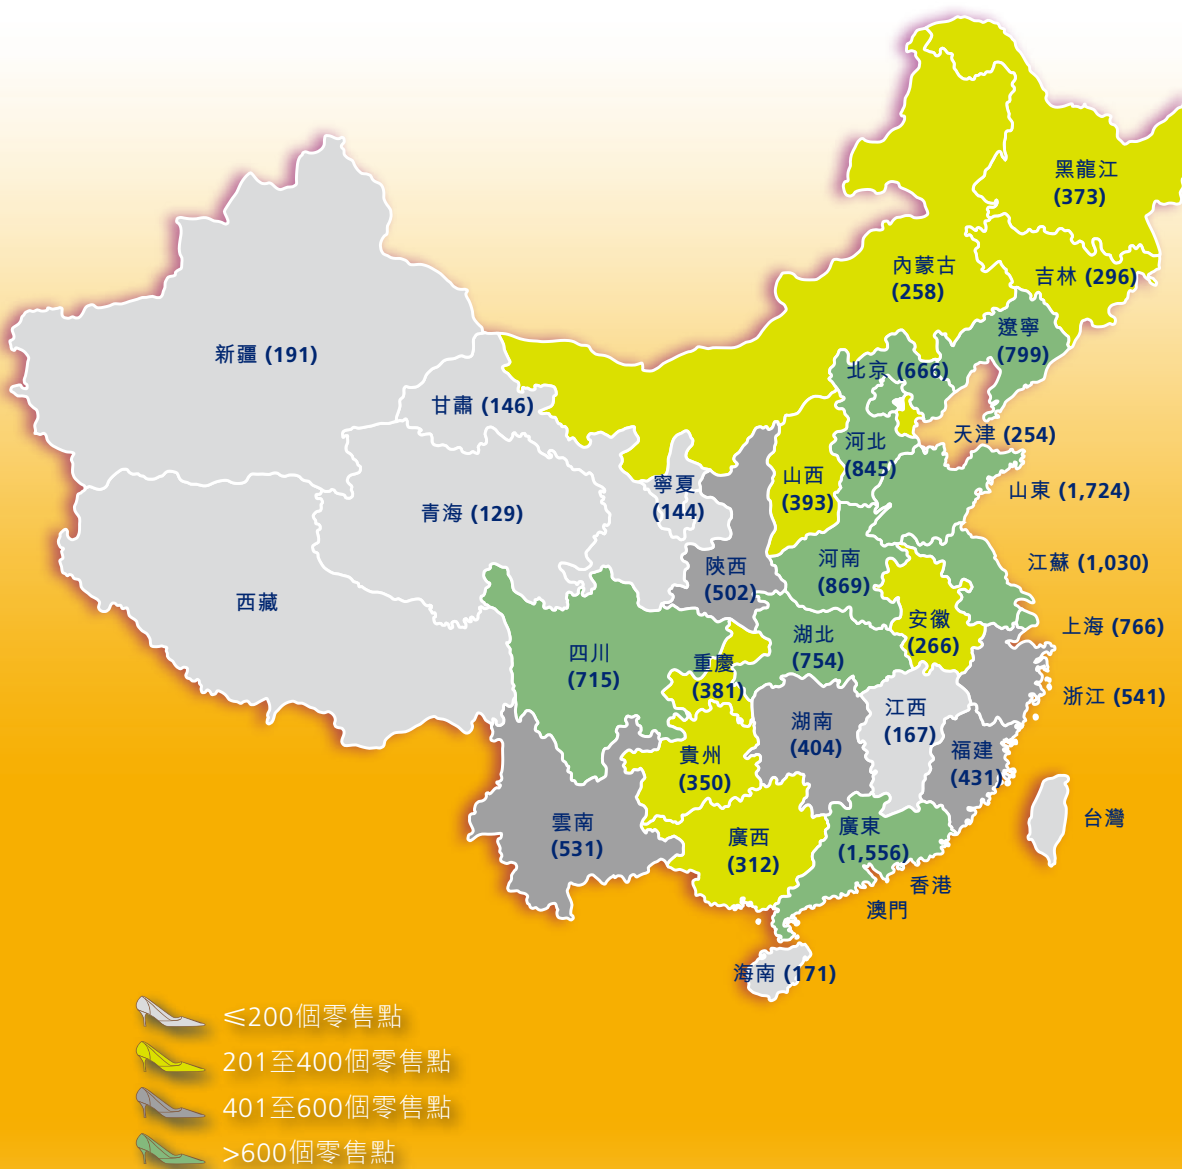 黑龍江
(373)
內蒙古
(258)
吉林 (296)
遼寧
(799)
新疆 (191)
北京 (666)
甘肅 (146)
天津 (254)
河北
(845)
山西
(393)
寧夏
(144)
山東 (1,724)
青海 (129)
陝西
(502)
河南
(869)
江蘇 (1,030)
西藏
安徽
(266)
上海 (766)
湖北
(754)
四川
(715)
重慶
(381)
浙江 (541)
湖南
(404)
江西
(167)
福建
(431)
貴州
(350)
雲南
(531)
廣西
(312)
廣東
(1,556)
台灣
香港
澳門
海南 (171)
≤200個零售點
201至400個零售點
401至600個零售點
>600個零售點